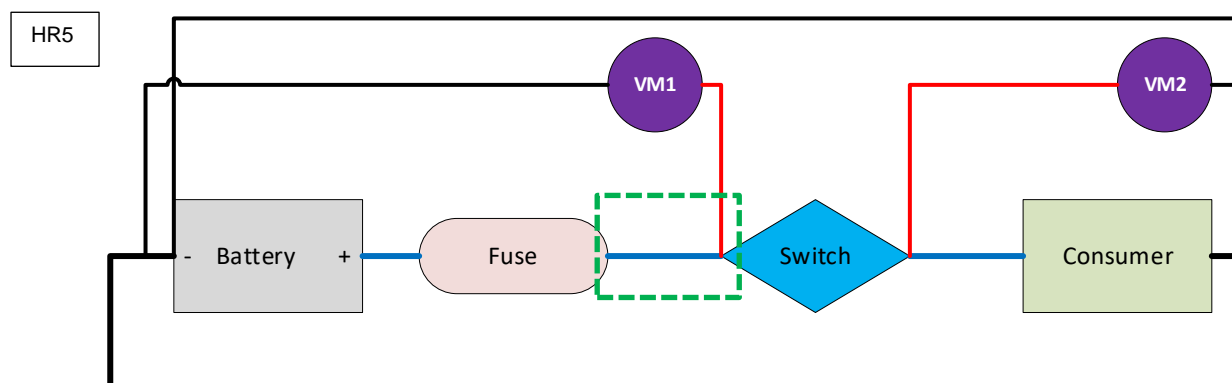 HR5
VM1
VM2
- Battery +
Fuse
Switch
Consumer